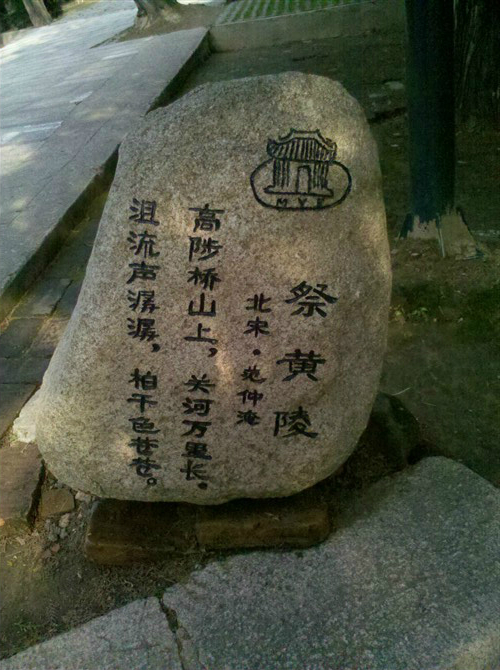 祭黄陵
北宋·范仲淹
高陟桥山上，关河万里长。
沮流声潺潺，柏干色苍苍。